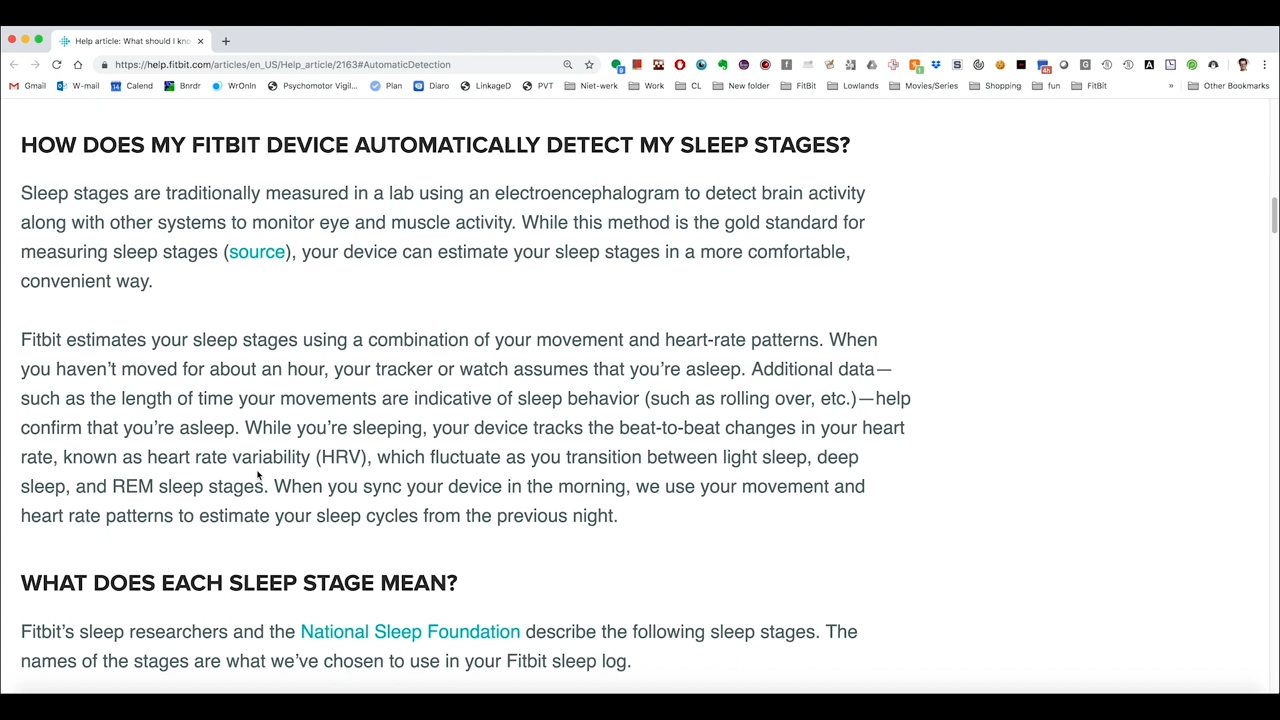 Help article: What should I kno
https://help.fitbit.com/articles/en_US/Help_article/2163#AutomaticDetection
Gmail W-mail Calend Bnrdr WrOnln Psychomotor Vigil... Plan Diaro LinkageD PVT Niet-werk Work CL New folder FitBit Lowlands Movies/Series Shopping fun FitBit » Other Bookmarks
HOW DOES MY FITBIT DEVICE AUTOMATICALLY DETECT MY SLEEP STAGES?
Sleep stages are traditionally measured in a lab using an electroencephalogram to detect brain activity
along with other systems to monitor eye and muscle activity. While this method is the gold standard for
measuring sleep stages (source), your device can estimate your sleep stages in a more comfortable,
convenient way.
Fitbit estimates your sleep stages using a combination of your movement and heart-rate patterns. When
you haven’t moved for about an hour, your tracker or watch assumes that you’re asleep. Additional data—
such as the length of time your movements are indicative of sleep behavior (such as rolling over, etc.)—help
confirm that you’re asleep. While you’re sleeping, your device tracks the beat-to-beat changes in your heart
rate, known as heart rate variability (HRV), which fluctuate as you transition between light sleep, deep
sleep, and REM sleep stages. When you sync your device in the morning, we use your movement and
heart rate patterns to estimate your sleep cycles from the previous night.
WHAT DOES EACH SLEEP STAGE MEAN?
Fitbit’s sleep researchers and the National Sleep Foundation describe the following sleep stages. The
names of the stages are what we’ve chosen to use in your Fitbit sleep log.